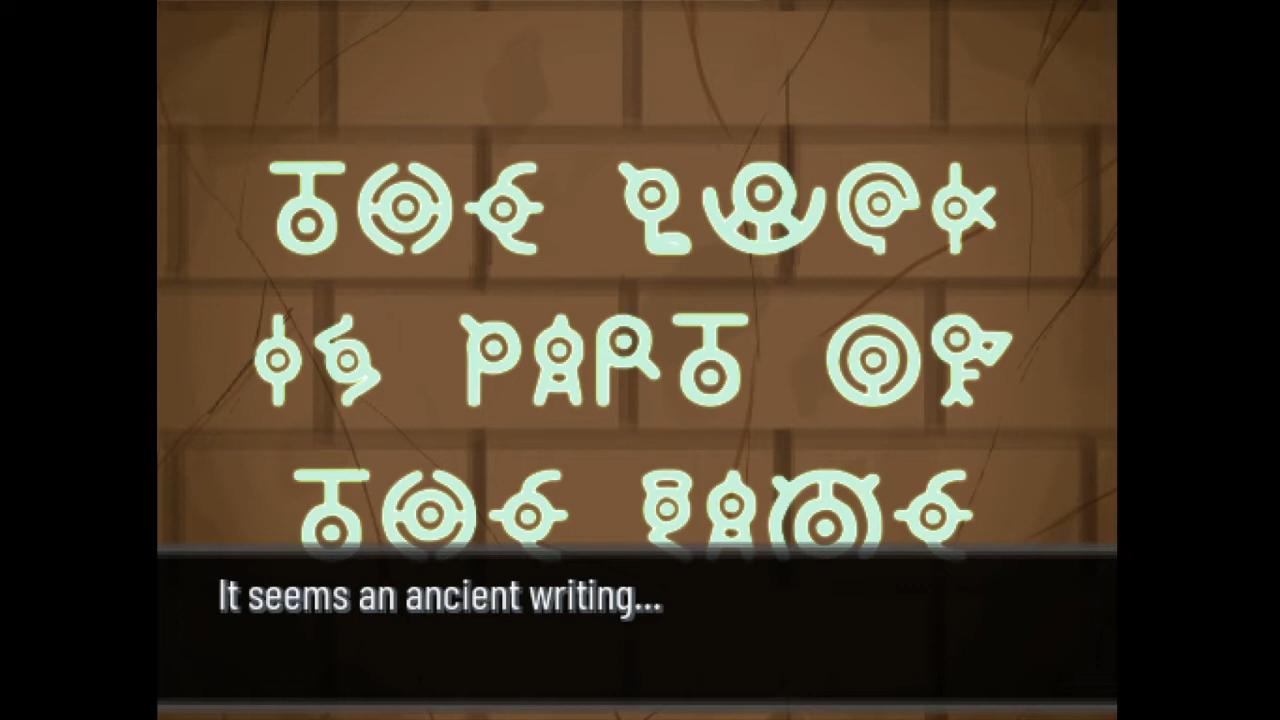 THE LUCK
IS PART OF
THE GAME
It seems an ancient writing...